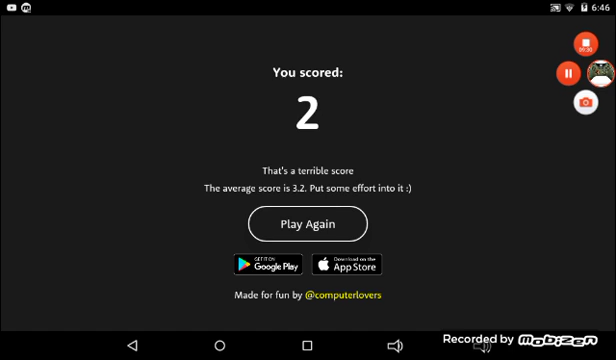 6:46
You scored:
2
That's a terrible score
The average score is 3.2. Put some effort into it :)
Play Again
GET IT ON
Google Play
Download on the
App Store
Made for fun by @computerlovers
Recorded by mobizen